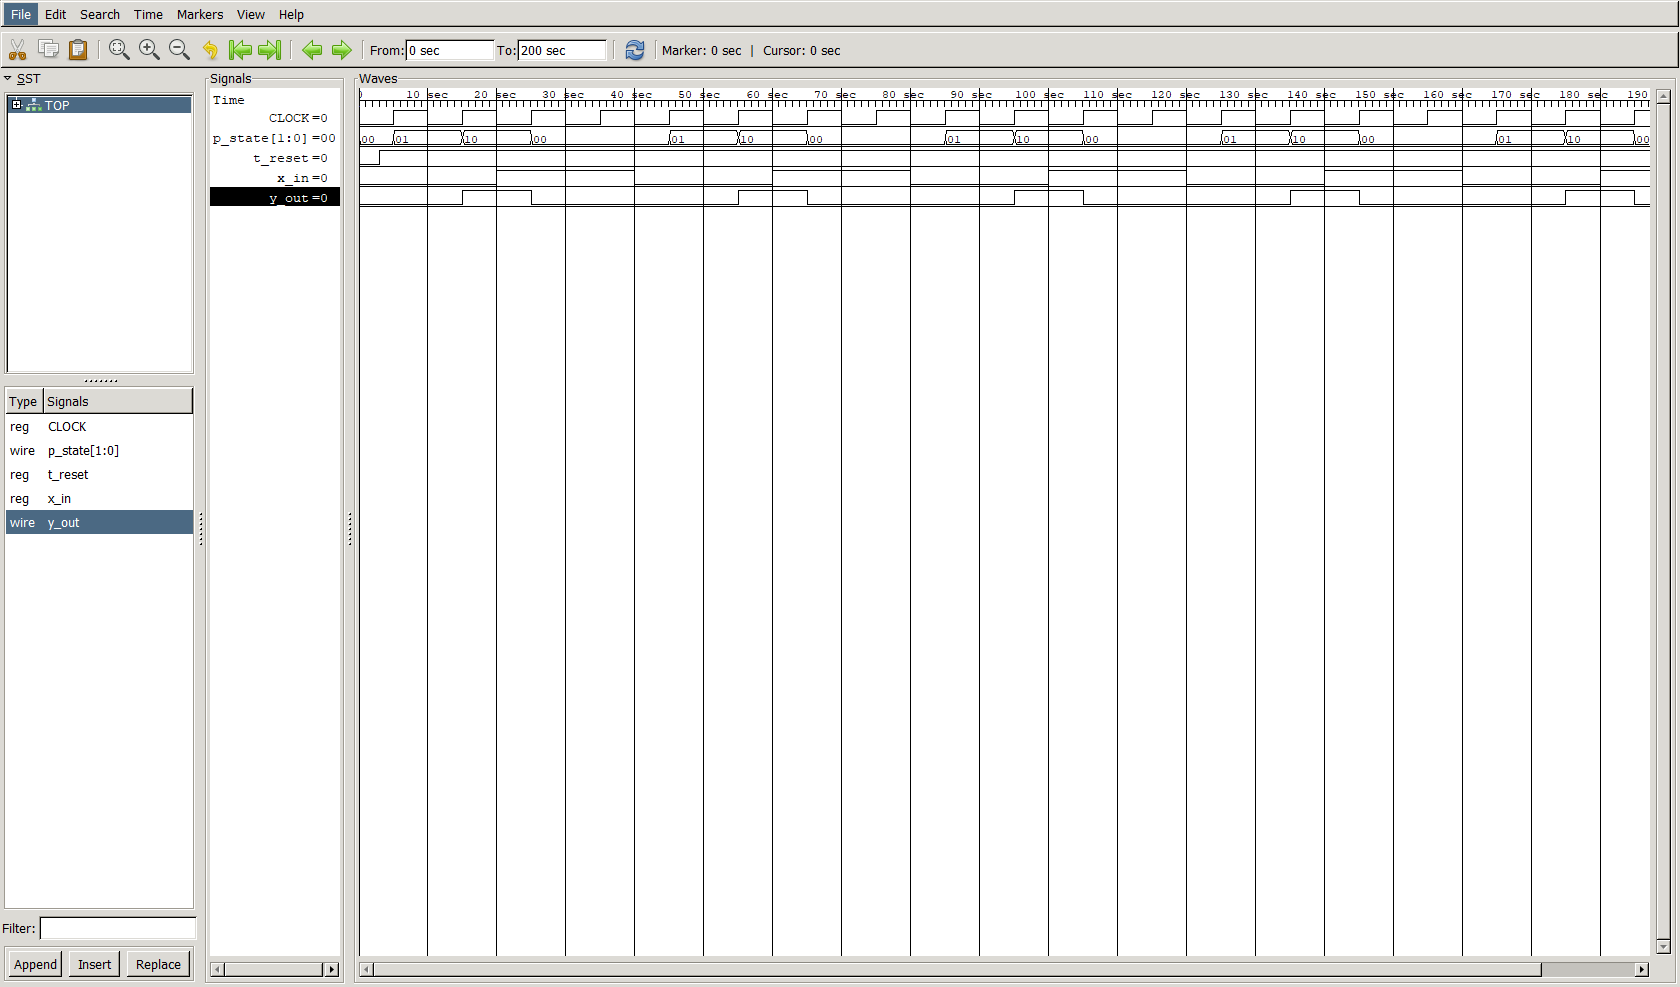 File Edit Search Time Markers View Help
From: 0 sec To: 200 sec Marker: 0 sec | Cursor: 0 sec
SST
TOP
Type Signals
reg CLOCK
wire p_state[1:0]
reg t_reset
reg x_in
wire y_out
Filter:
Append Insert Replace
Signals
Time
CLOCK=0
p_state[1:0]=00
t_reset=0
x_in=0
y_out=0
Waves
0 10 sec 20 sec 30 sec 40 sec 50 sec 60 sec 70 sec 80 sec 90 sec 100 sec 110 sec 120 sec 130 sec 140 sec 150 sec 160 sec 170 sec 180 sec 190
00 01 10 00 01 10 00 01 10 00 01 10 00 01 10 00